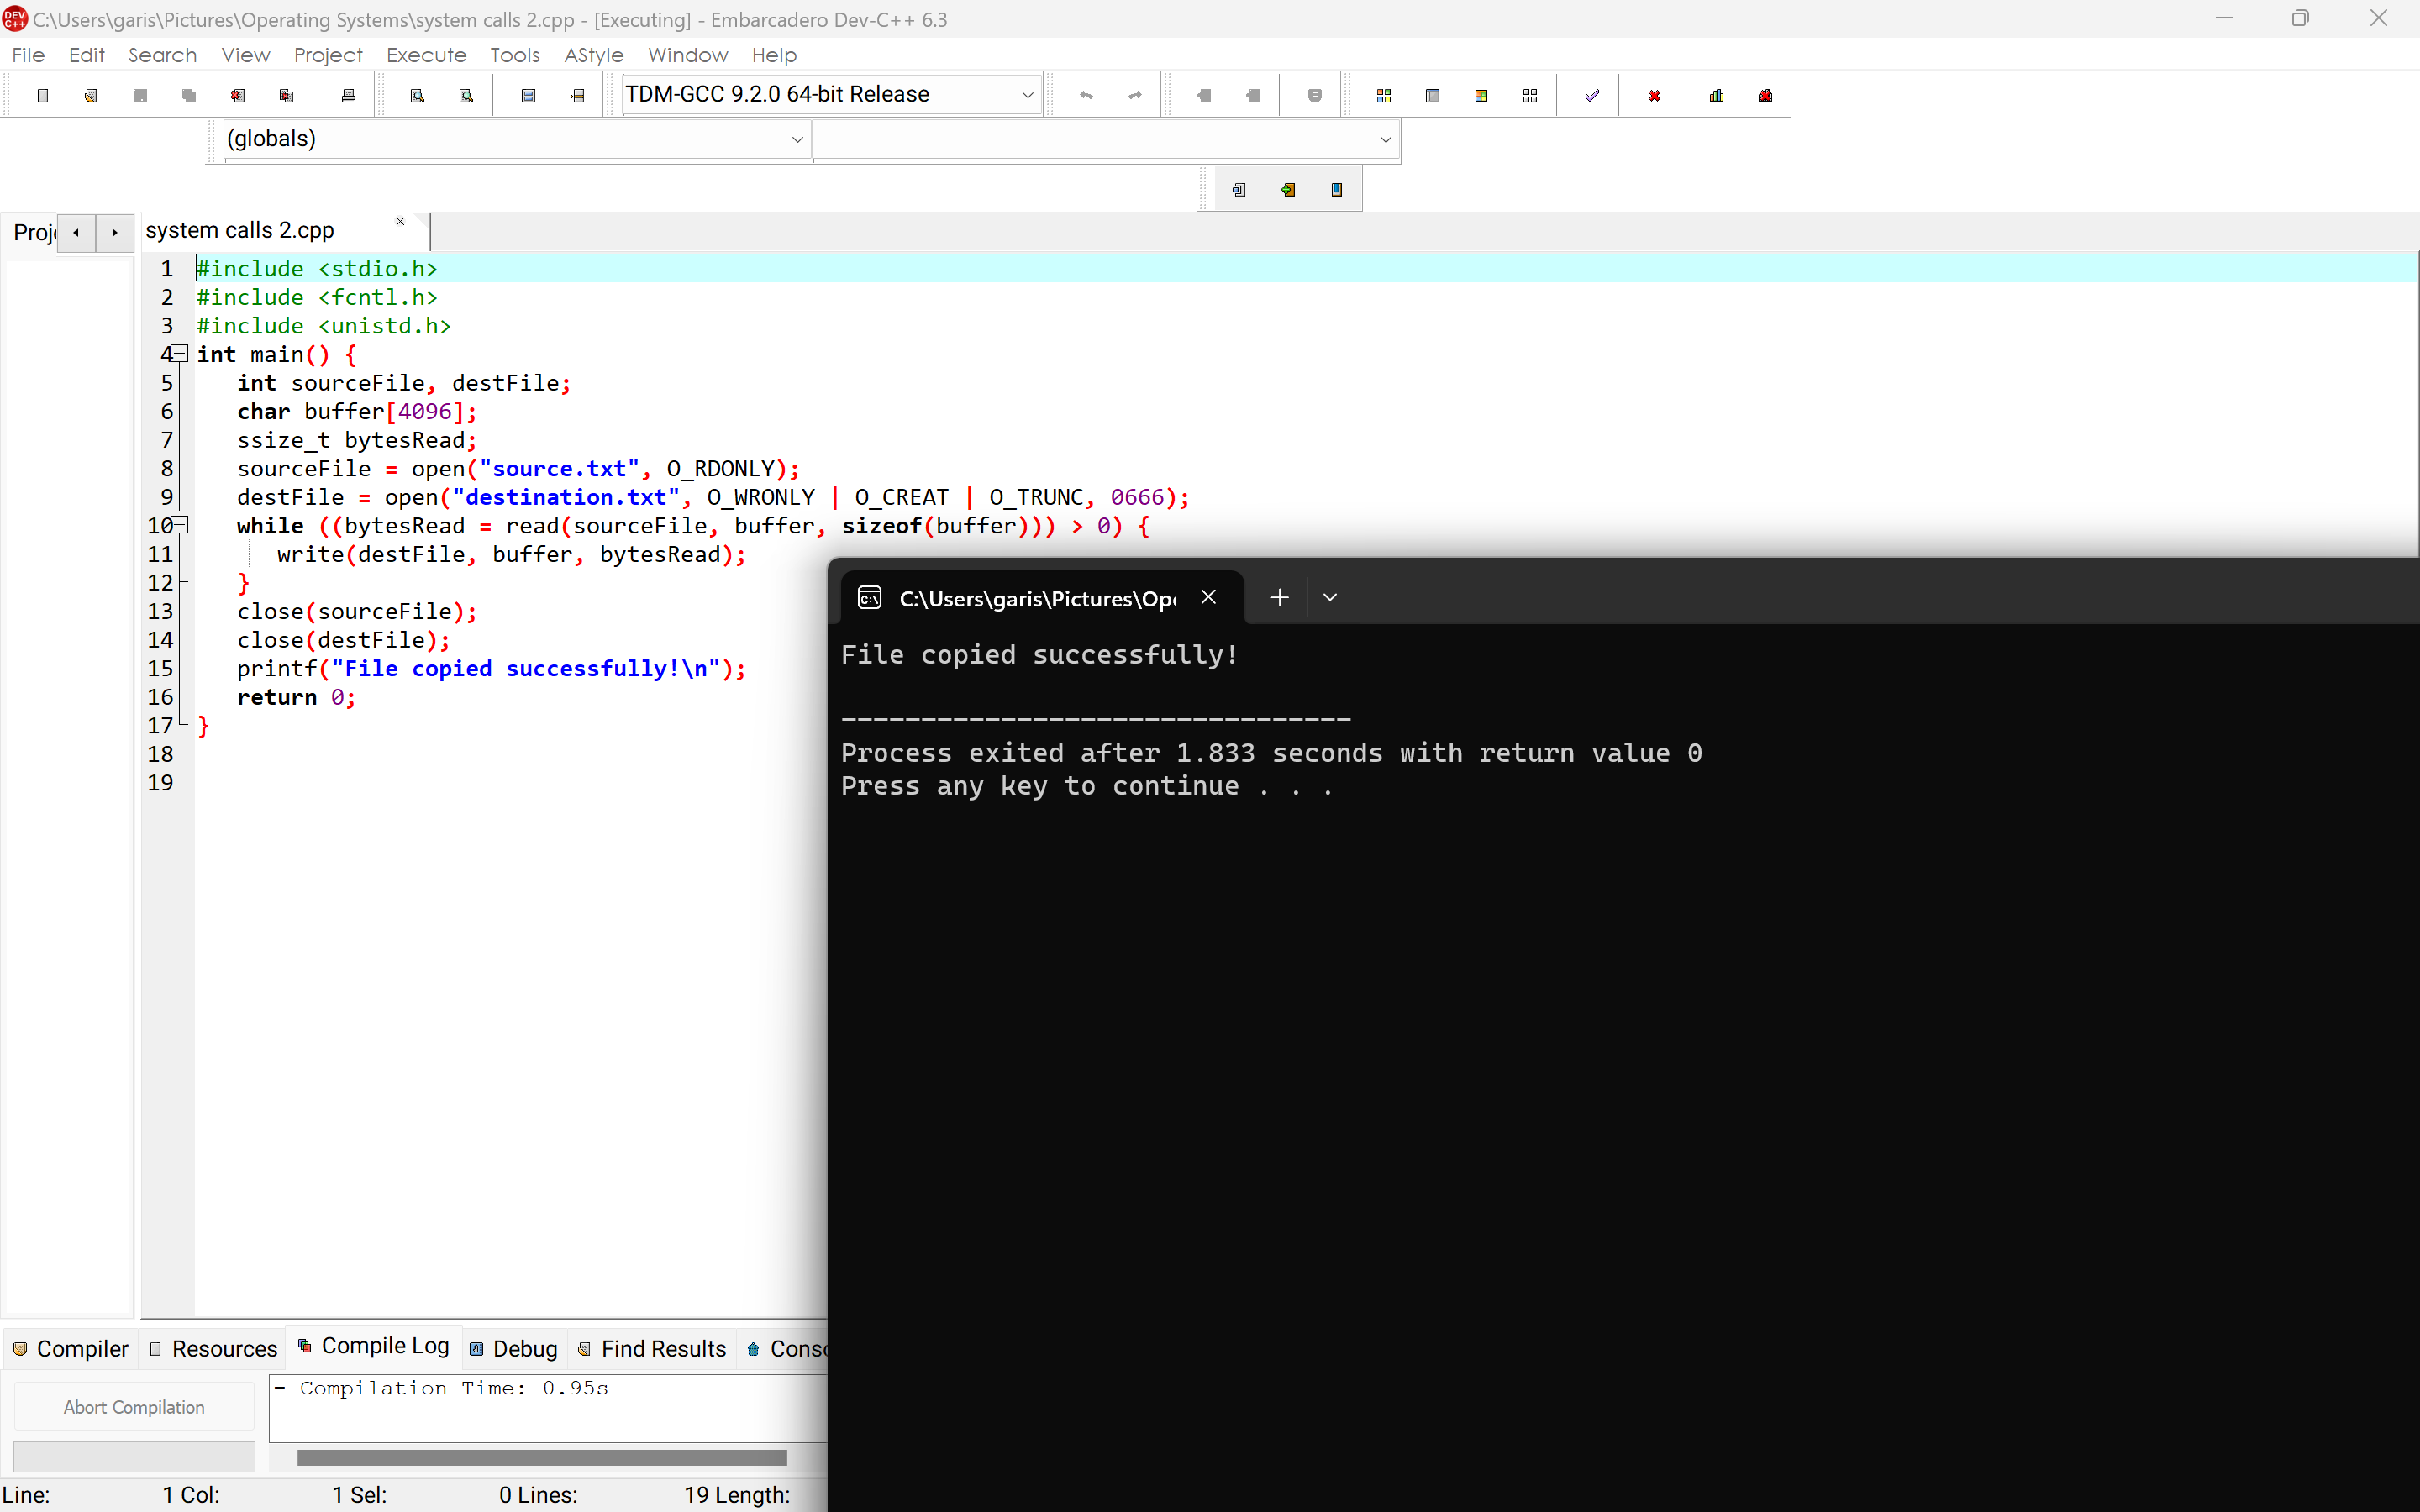 C:\Users\garis\Pictures\Operating Systems\system calls 2.cpp - [Executing] - Embarcadero Dev-C++ 6.3
File Edit Search View Project Execute Tools AStyle Window Help
TDM-GCC 9.2.0 64-bit Release
(globals)
Proj
system calls 2.cpp
1 #include <stdio.h>
2 #include <fcntl.h>
3 #include <unistd.h>
4 int main() {
5 int sourceFile, destFile;
6 char buffer[4096];
7 ssize_t bytesRead;
8 sourceFile = open("source.txt", O_RDONLY);
9 destFile = open("destination.txt", O_WRONLY | O_CREAT | O_TRUNC, 0666);
10 while ((bytesRead = read(sourceFile, buffer, sizeof(buffer))) > 0) {
11 write(destFile, buffer, bytesRead);
12 }
13 close(sourceFile);
14 close(destFile);
15 printf("File copied successfully!\n");
16 return 0;
17 }
18
19
C:\Users\garis\Pictures\Op
File copied successfully!
--------------------------------
Process exited after 1.833 seconds with return value 0
Press any key to continue . . .
Compiler Resources Compile Log Debug Find Results Conso
Abort Compilation
- Compilation Time: 0.95s
Line: 1 Col: 1 Sel: 0 Lines: 19 Length: